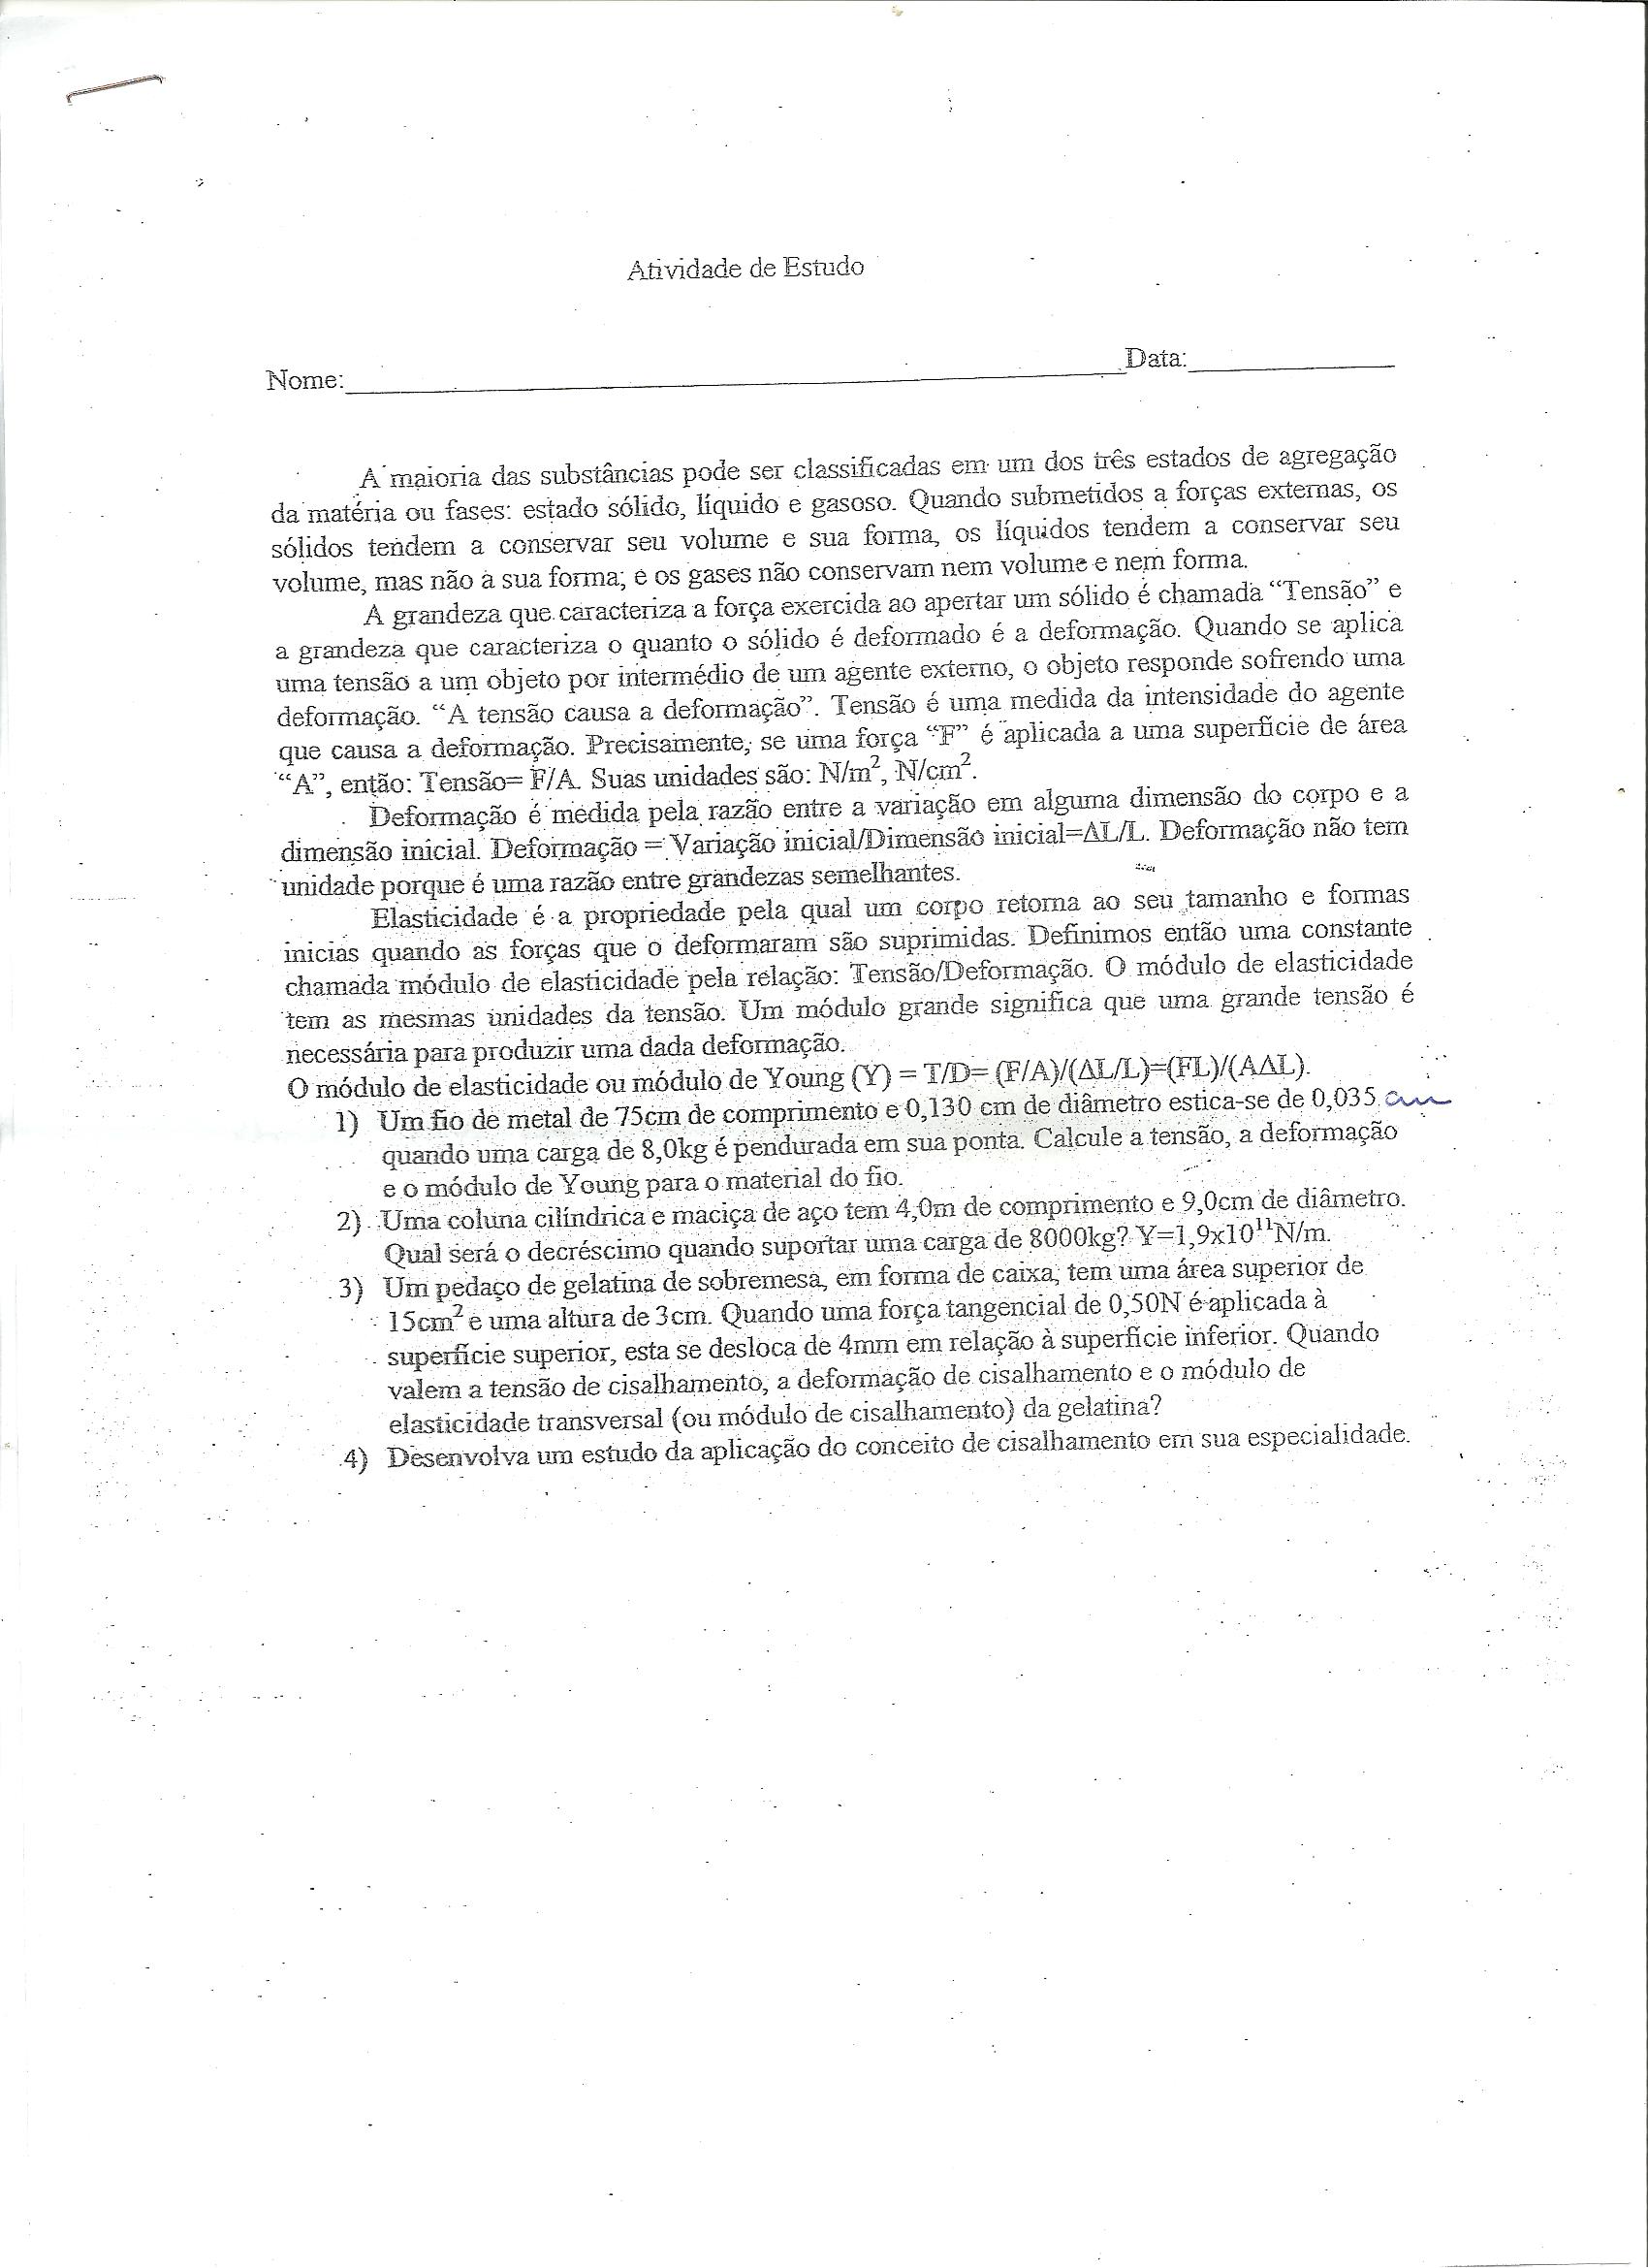 Atividade de Estudo
Nome:
Data:
A maioria das substâncias pode ser classificadas em um dos três estados de agregação
da matéria ou fases: estado sólido, líquido e gasoso. Quando submetidos a forças externas, os
sólidos tendem a conservar seu volume e sua forma, os líquidos tendem a conservar seu
volume, mas não a sua forma; e os gases não conservam nem volume e nem forma.
A grandeza que caracteriza a força exercida ao apertar um sólido é chamada “Tensão” e
a grandeza que caracteriza o quanto o sólido é deformado é a deformação. Quando se aplica
uma tensão a um objeto por intermédio de um agente externo, o objeto responde sofrendo uma
deformação. “A tensão causa a deformação”. Tensão é uma medida da intensidade do agente
que causa a deformação. Precisamente, se uma força “F” é aplicada a uma superfície de área
“A”, então: Tensão= F/A. Suas unidades são: N/m², N/cm².
Deformação é medida pela razão entre a variação em alguma dimensão do corpo e a
dimensão inicial. Deformação = Variação inicial/Dimensão inicial=ΔL/L. Deformação não tem
unidade porque é uma razão entre grandezas semelhantes.
Elasticidade é a propriedade pela qual um corpo retorna ao seu tamanho e formas
inicias quando as forças que o deformaram são suprimidas. Definimos então uma constante
chamada módulo de elasticidade pela relação: Tensão/Deformação. O módulo de elasticidade
tem as mesmas unidades da tensão. Um módulo grande significa que uma grande tensão é
necessária para produzir uma dada deformação.
O módulo de elasticidade ou módulo de Young (Y) = T/D= (F/A)/(ΔL/L)=(FL)/(AΔL).
1) Um fio de metal de 75cm de comprimento e 0,130 cm de diâmetro estica-se de 0,035 cm
quando uma carga de 8,0kg é pendurada em sua ponta. Calcule a tensão, a deformação
e o módulo de Young para o material do fio.
2) Uma coluna cilíndrica e maciça de aço tem 4,0m de comprimento e 9,0cm de diâmetro.
Qual será o decréscimo quando suportar uma carga de 8000kg? Y=1,9x10¹¹N/m.
3) Um pedaço de gelatina de sobremesa, em forma de caixa, tem uma área superior de
15cm² e uma altura de 3cm. Quando uma força tangencial de 0,50N é aplicada à
superfície superior, esta se desloca de 4mm em relação à superfície inferior. Quando
valem a tensão de cisalhamento, a deformação de cisalhamento e o módulo de
elasticidade transversal (ou módulo de cisalhamento) da gelatina?
4) Desenvolva um estudo da aplicação do conceito de cisalhamento em sua especialidade.